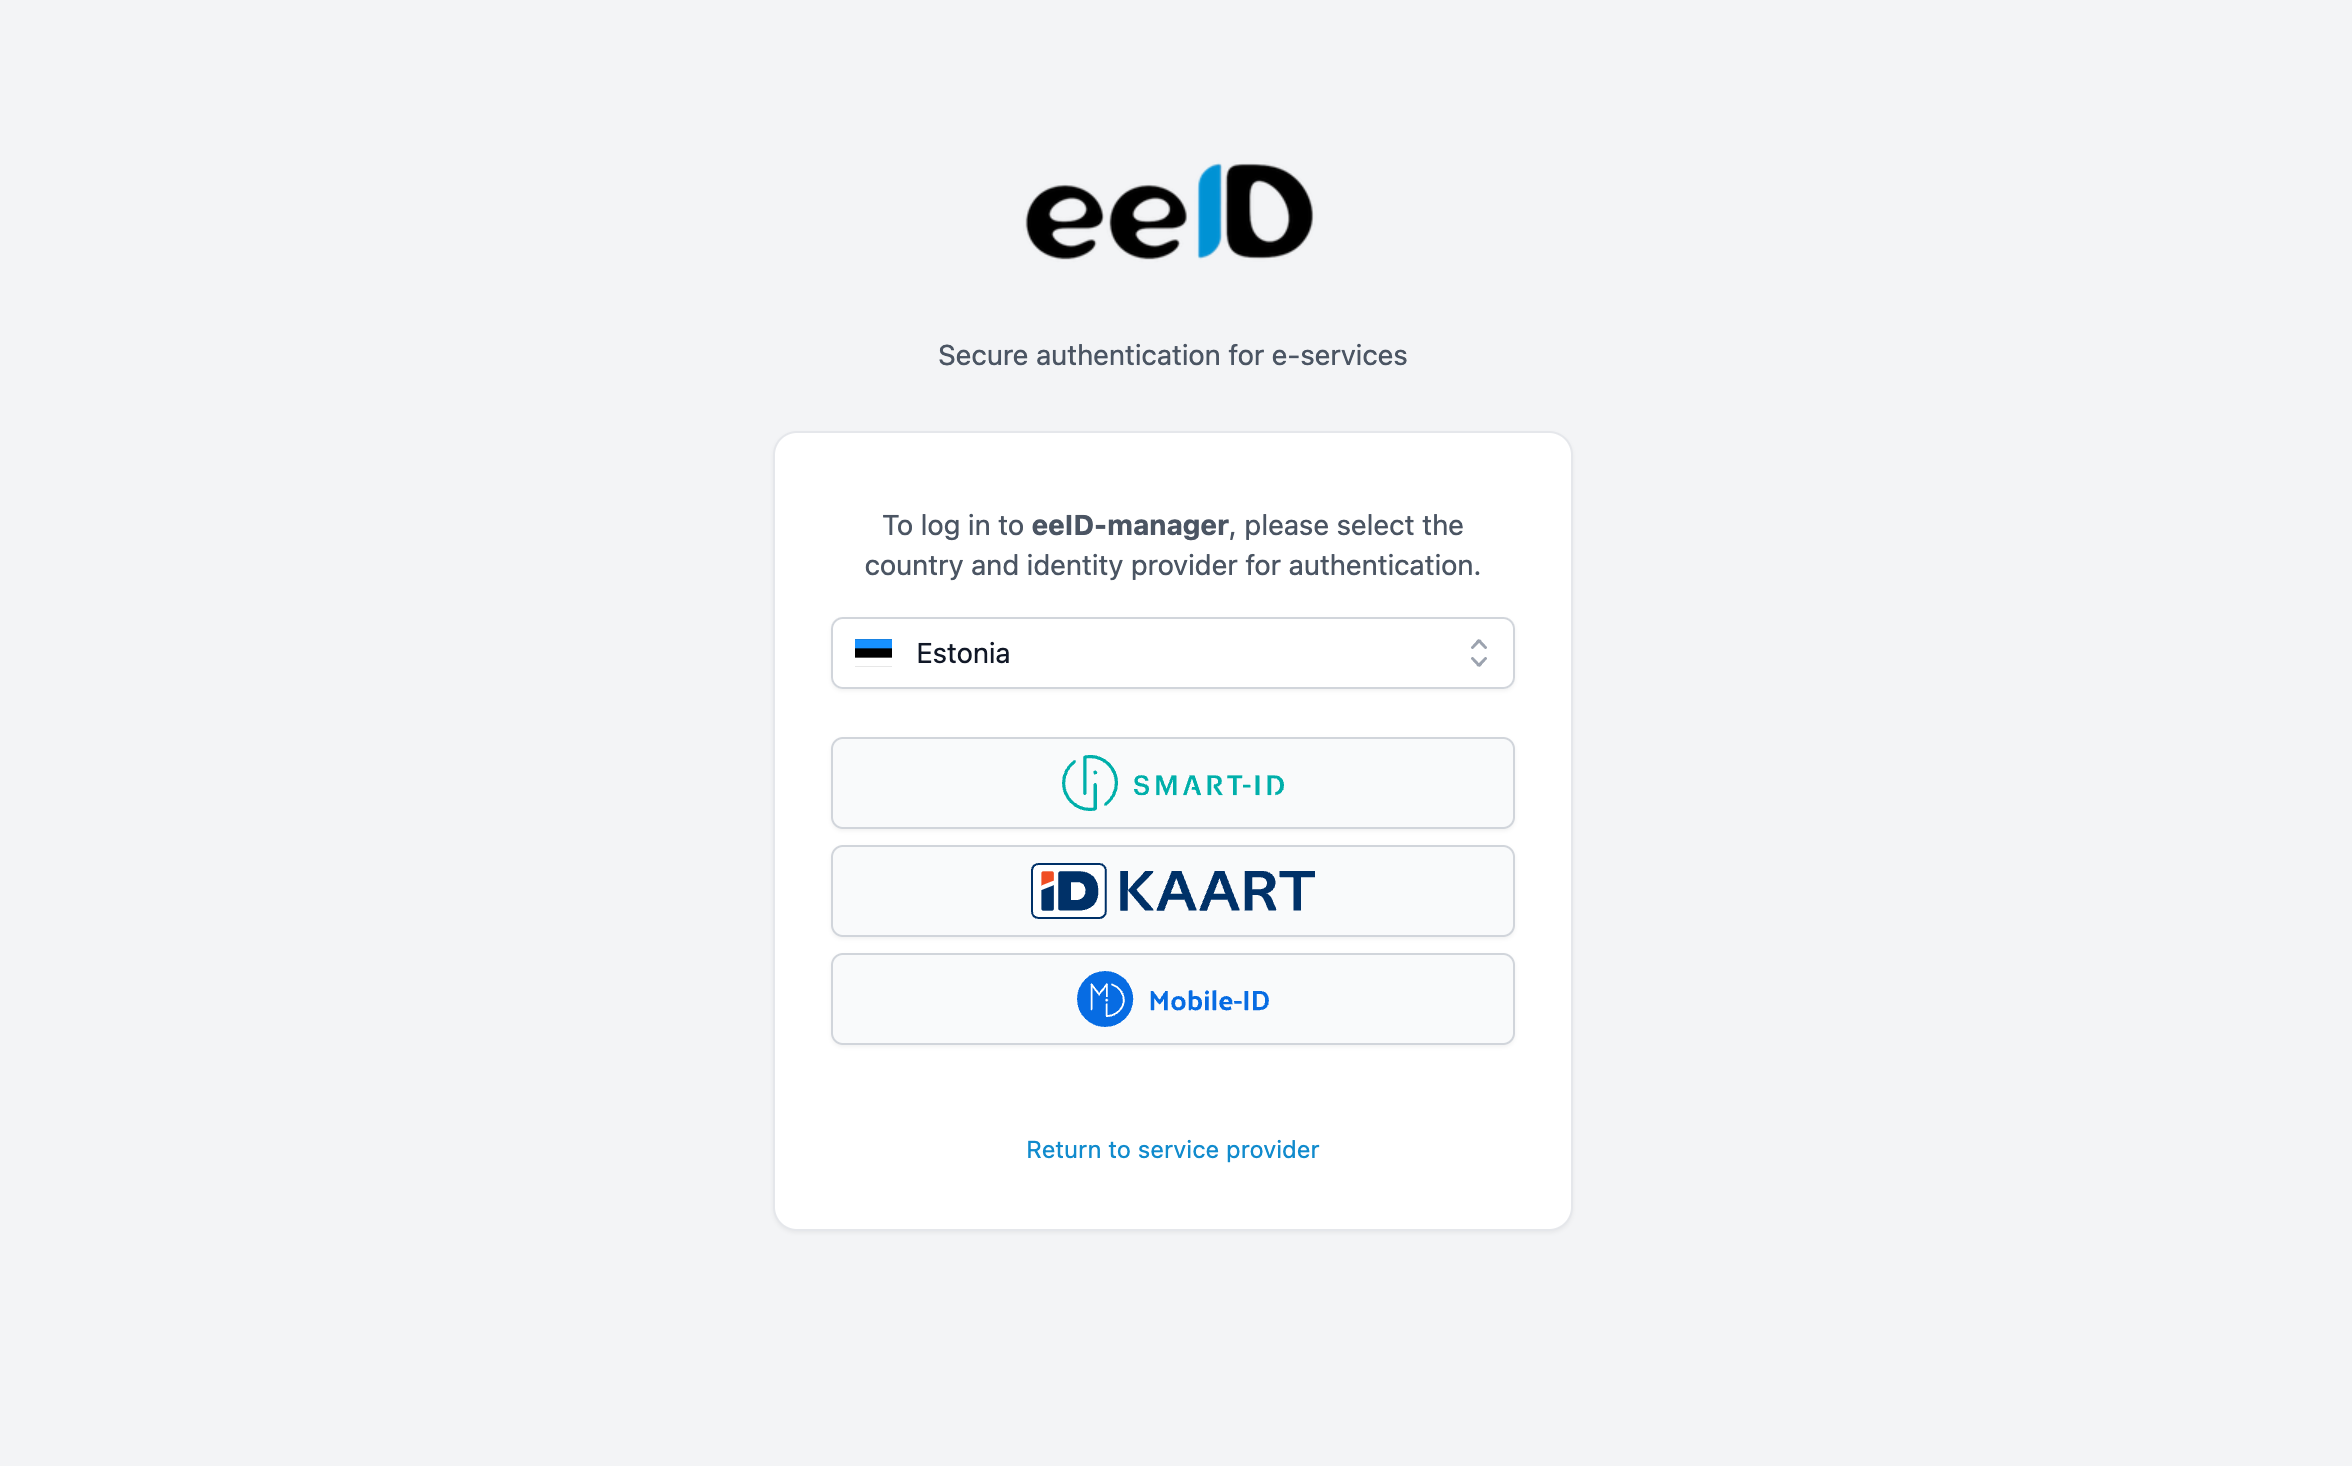 eeID
Secure authentication for e-services
To log in to eeID-manager, please select the
country and identity provider for authentication.
Estonia
SMART-ID
iD KAART
MD Mobile-ID
Return to service provider